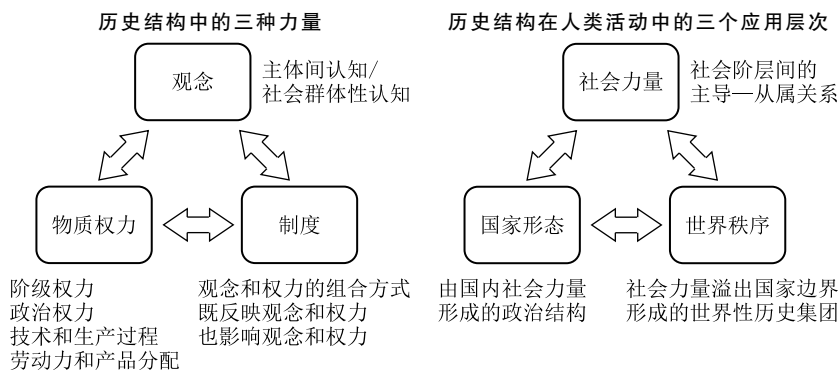 历史结构中的三种力量
观念
主体间认知/
社会群体性认知
物质权力
制度
阶级权力
政治权力
技术和生产过程
劳动力和产品分配
观念和权力的组合方式
既反映观念和权力
也影响观念和权力
历史结构在人类活动中的三个应用层次
社会力量
社会阶层间的
主导—从属关系
国家形态
世界秩序
由国内社会力量
形成的政治结构
社会力量溢出国家边界
形成的世界性历史集团